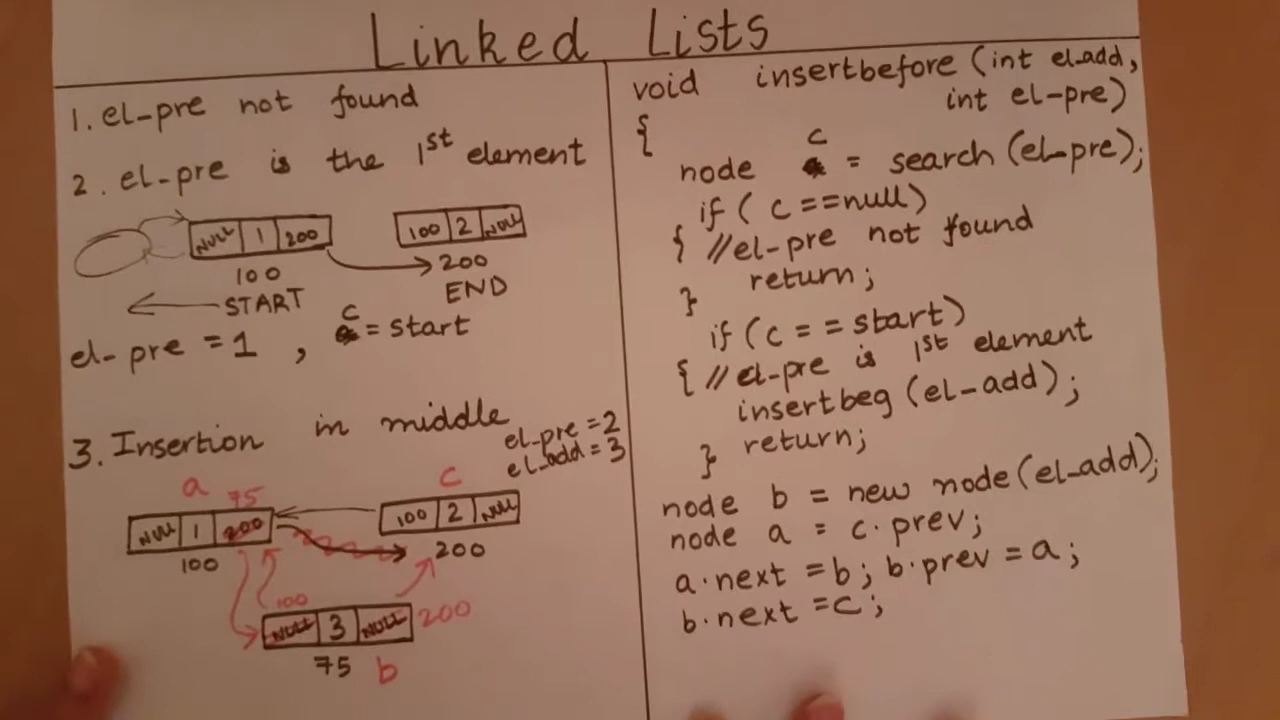 Linked Lists
1. el-pre not found
2. el-pre is the 1st element
NULL 1 200
100 2 NULL
100
200
START
END
el-pre = 1 , c = start
3. Insertion in middle
el-pre = 2
el-add = 3
a
75
c
NULL 1 200
100 2 NULL
100
200
100
NULL 3 NULL
200
75
b
void insertbefore (int el-add,
int el-pre)
{
c
node = search (el-pre);
if ( c ==null)
{ //el-pre not found
return;
}
if (c == start)
{ // el-pre is 1st element
insertbeg (el-add);
} return;
node b = new node (el-add);
node a = c.prev;
a.next = b; b.prev = a;
b.next = c;